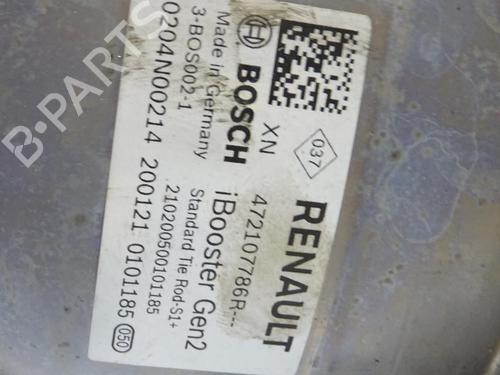 037
RENAULT
XN
472107786R---
BOSCH
iBooster Gen2
Made in Germany
Standard Tie Rod-S1+
3-BOS002-1
210200500101185
0204N00214 200121 0101185 050
B-PARTS